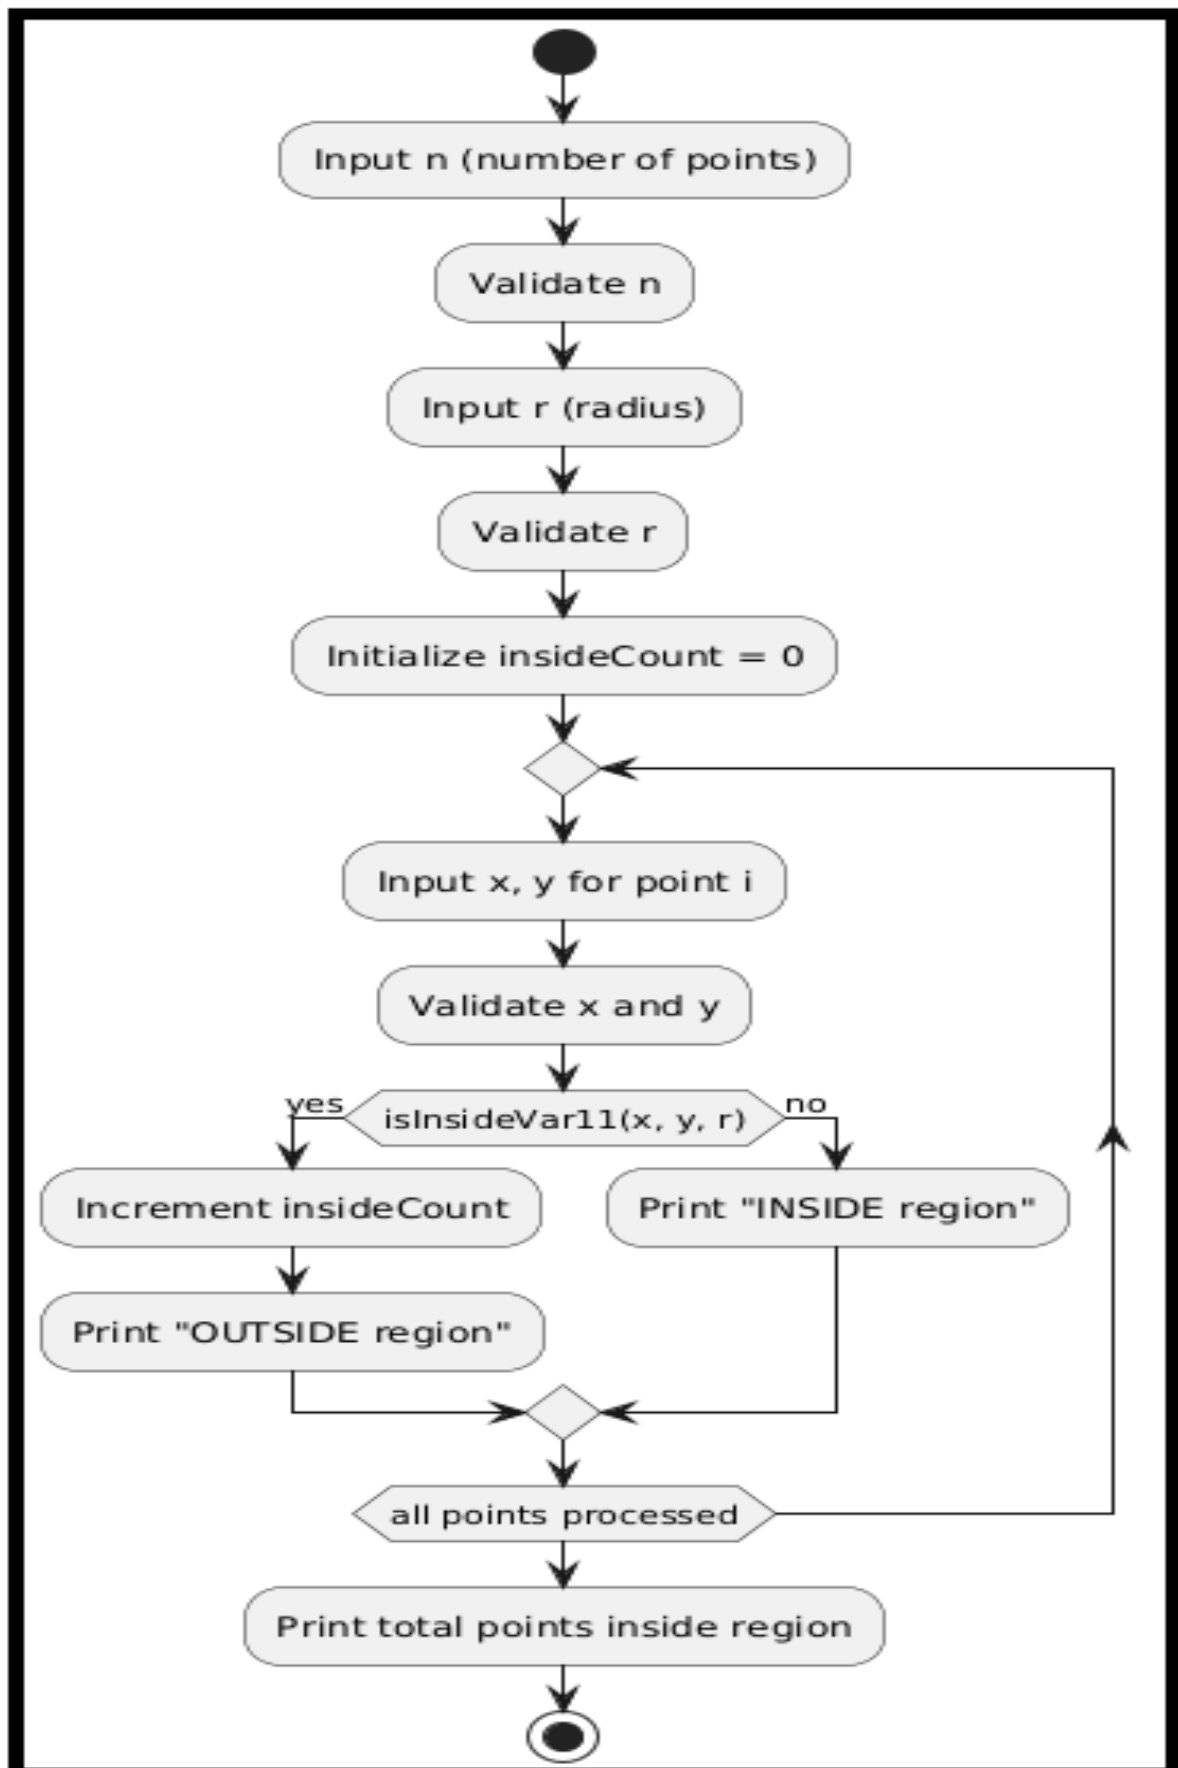 Input n (number of points)
Validate n
Input r (radius)
Validate r
Initialize insideCount = 0
Input x, y for point i
Validate x and y
yes
isInsideVar11(x, y, r)
no
Increment insideCount
Print "INSIDE region"
Print "OUTSIDE region"
all points processed
Print total points inside region